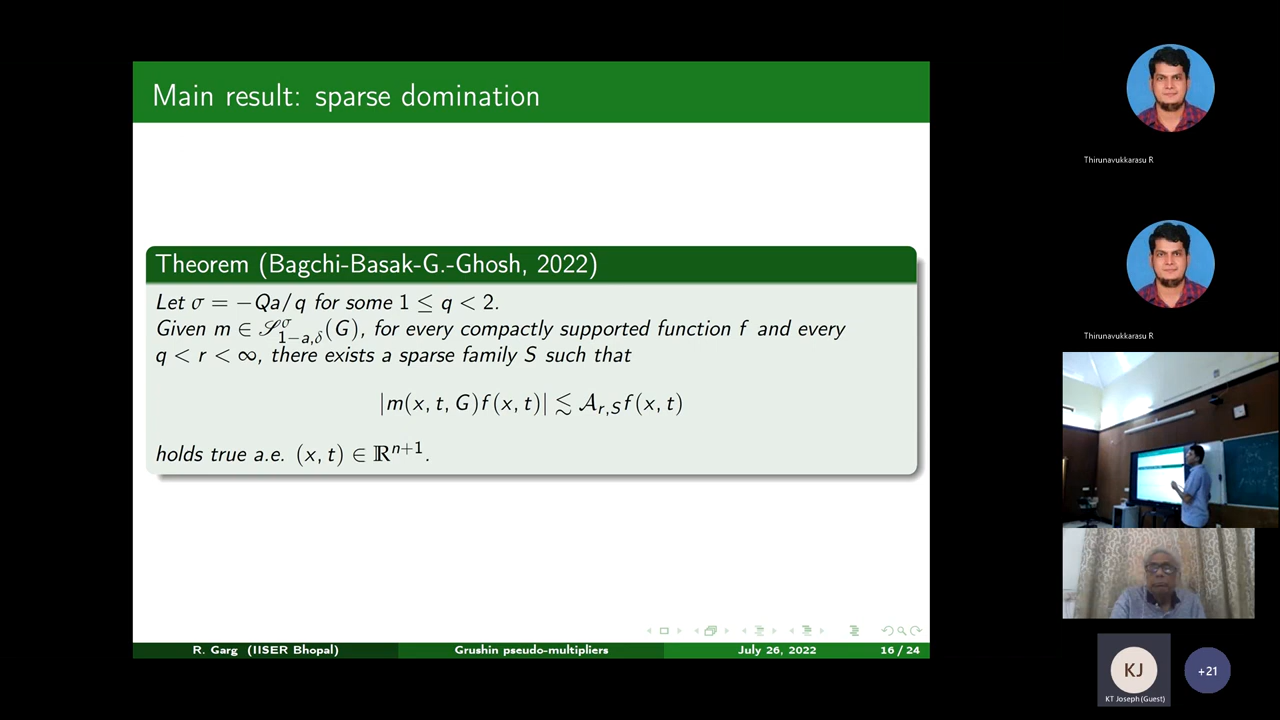 Main result: sparse domination
Theorem (Bagchi-Basak-G.-Ghosh, 2022)
Let σ = −Qa/q for some 1 ≤ q < 2.
Given m ∈ 𝒮^σ_{1−a,δ}(G), for every compactly supported function f and every
q < r < ∞, there exists a sparse family S such that
|m(x, t, G)f(x, t)| ≲ 𝒜_{r,S}f(x, t)
holds true a.e. (x, t) ∈ ℝ^{n+1}.
R. Garg (IISER Bhopal) Grushin pseudo-multipliers July 26, 2022 16 / 24
Thirunavukkarasu R
Thirunavukkarasu R
KJ
KT Joseph (Guest)
+21